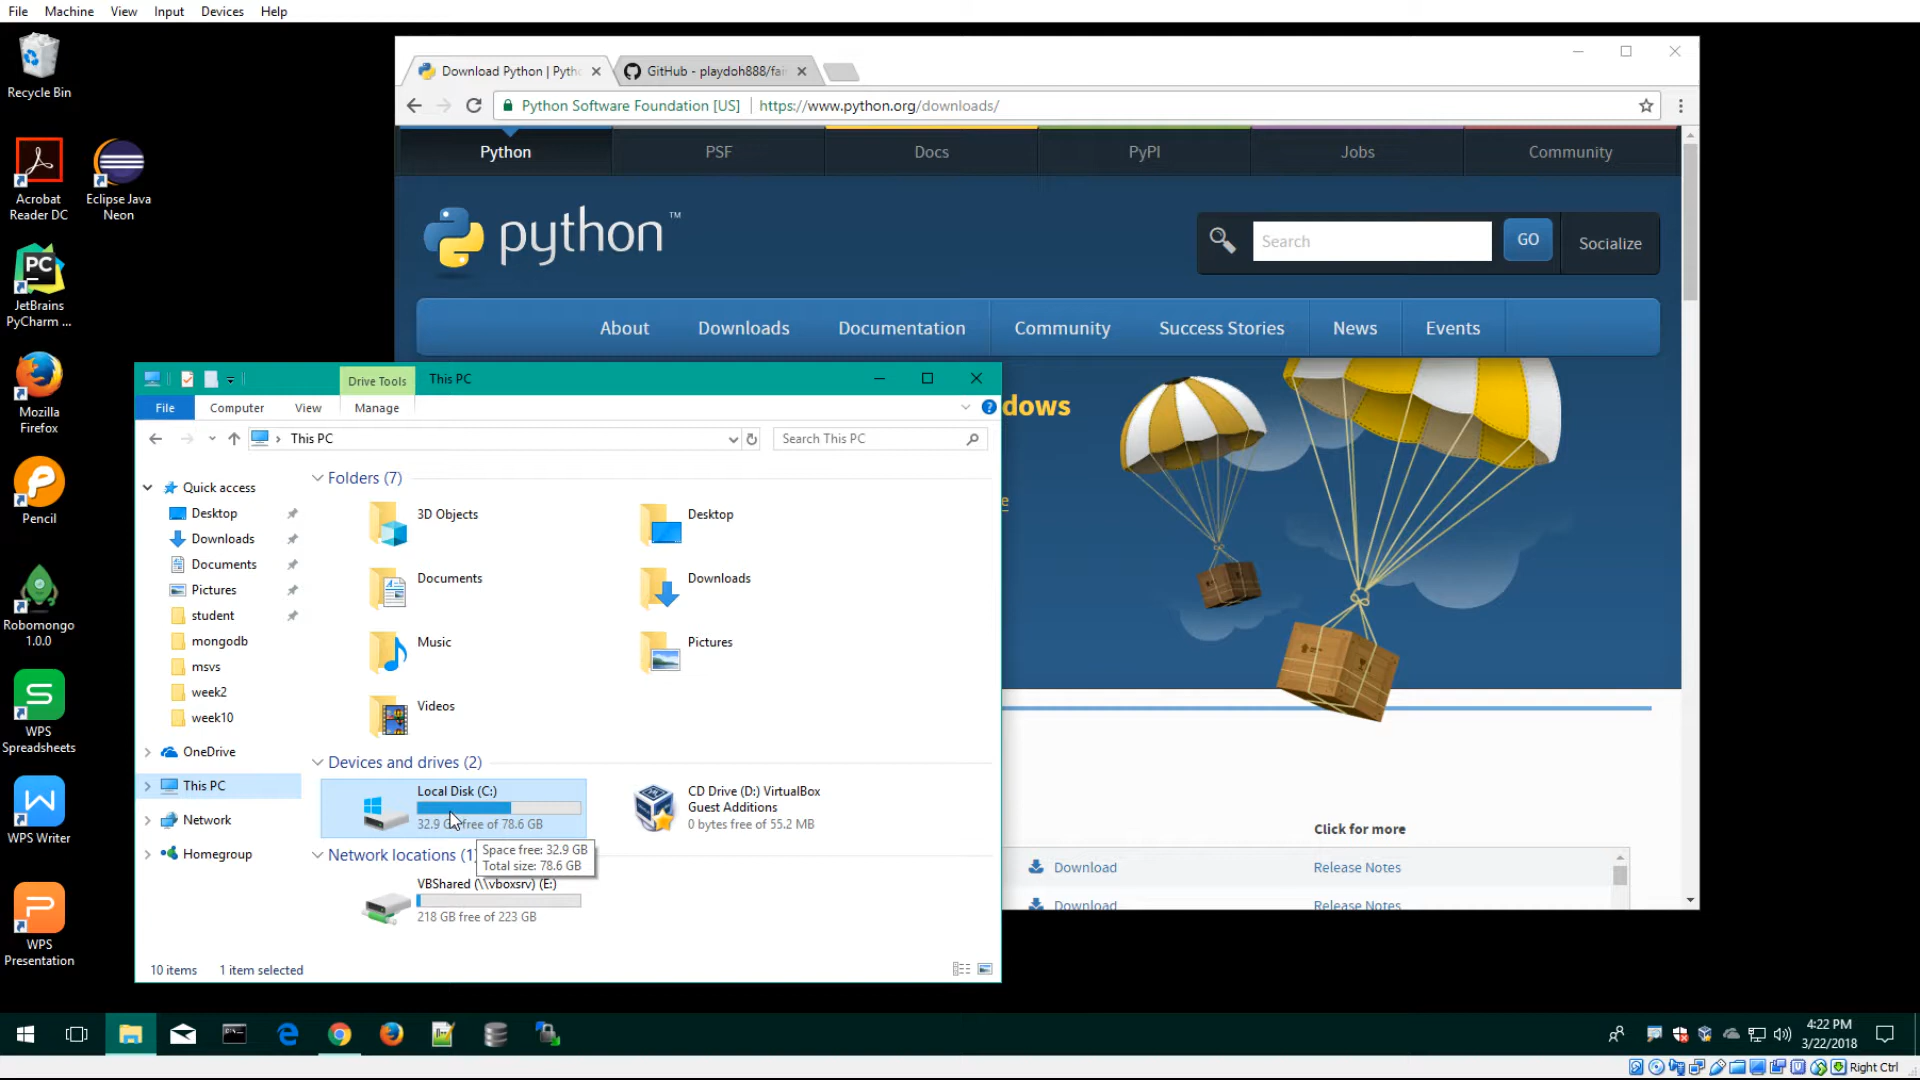 File Machine View Input Devices Help
Recycle Bin
Acrobat
Reader DC
Eclipse Java
Neon
PC
JetBrains
PyCharm ...
Mozilla
Firefox
Pencil
Robomongo
1.0.0
WPS
Spreadsheets
WPS Writer
WPS
Presentation
Download Python | Pytho
GitHub - playdoh888/fai
Python Software Foundation [US] https://www.python.org/downloads/
Python PSF Docs PyPI Jobs Community
python™
Search
GO
Socialize
About Downloads Documentation Community Success Stories News Events
dows
Click for more
Download Release Notes
Download Release Notes
Drive Tools This PC
File Computer View Manage
This PC
Search This PC
Quick access
Desktop
Downloads
Documents
Pictures
student
mongodb
msvs
week2
week10
OneDrive
This PC
Network
Homegroup
Folders (7)
3D Objects
Desktop
Documents
Downloads
Music
Pictures
Videos
Devices and drives (2)
Local Disk (C:)
32.9 free of 78.6 GB
CD Drive (D:) VirtualBox
Guest Additions
0 bytes free of 55.2 MB
Space free: 32.9 GB
Total size: 78.6 GB
Network locations (1
VBShared (\\vboxsrv) (E:)
218 GB free of 223 GB
10 items 1 item selected
4:22 PM
3/22/2018
Right Ctrl